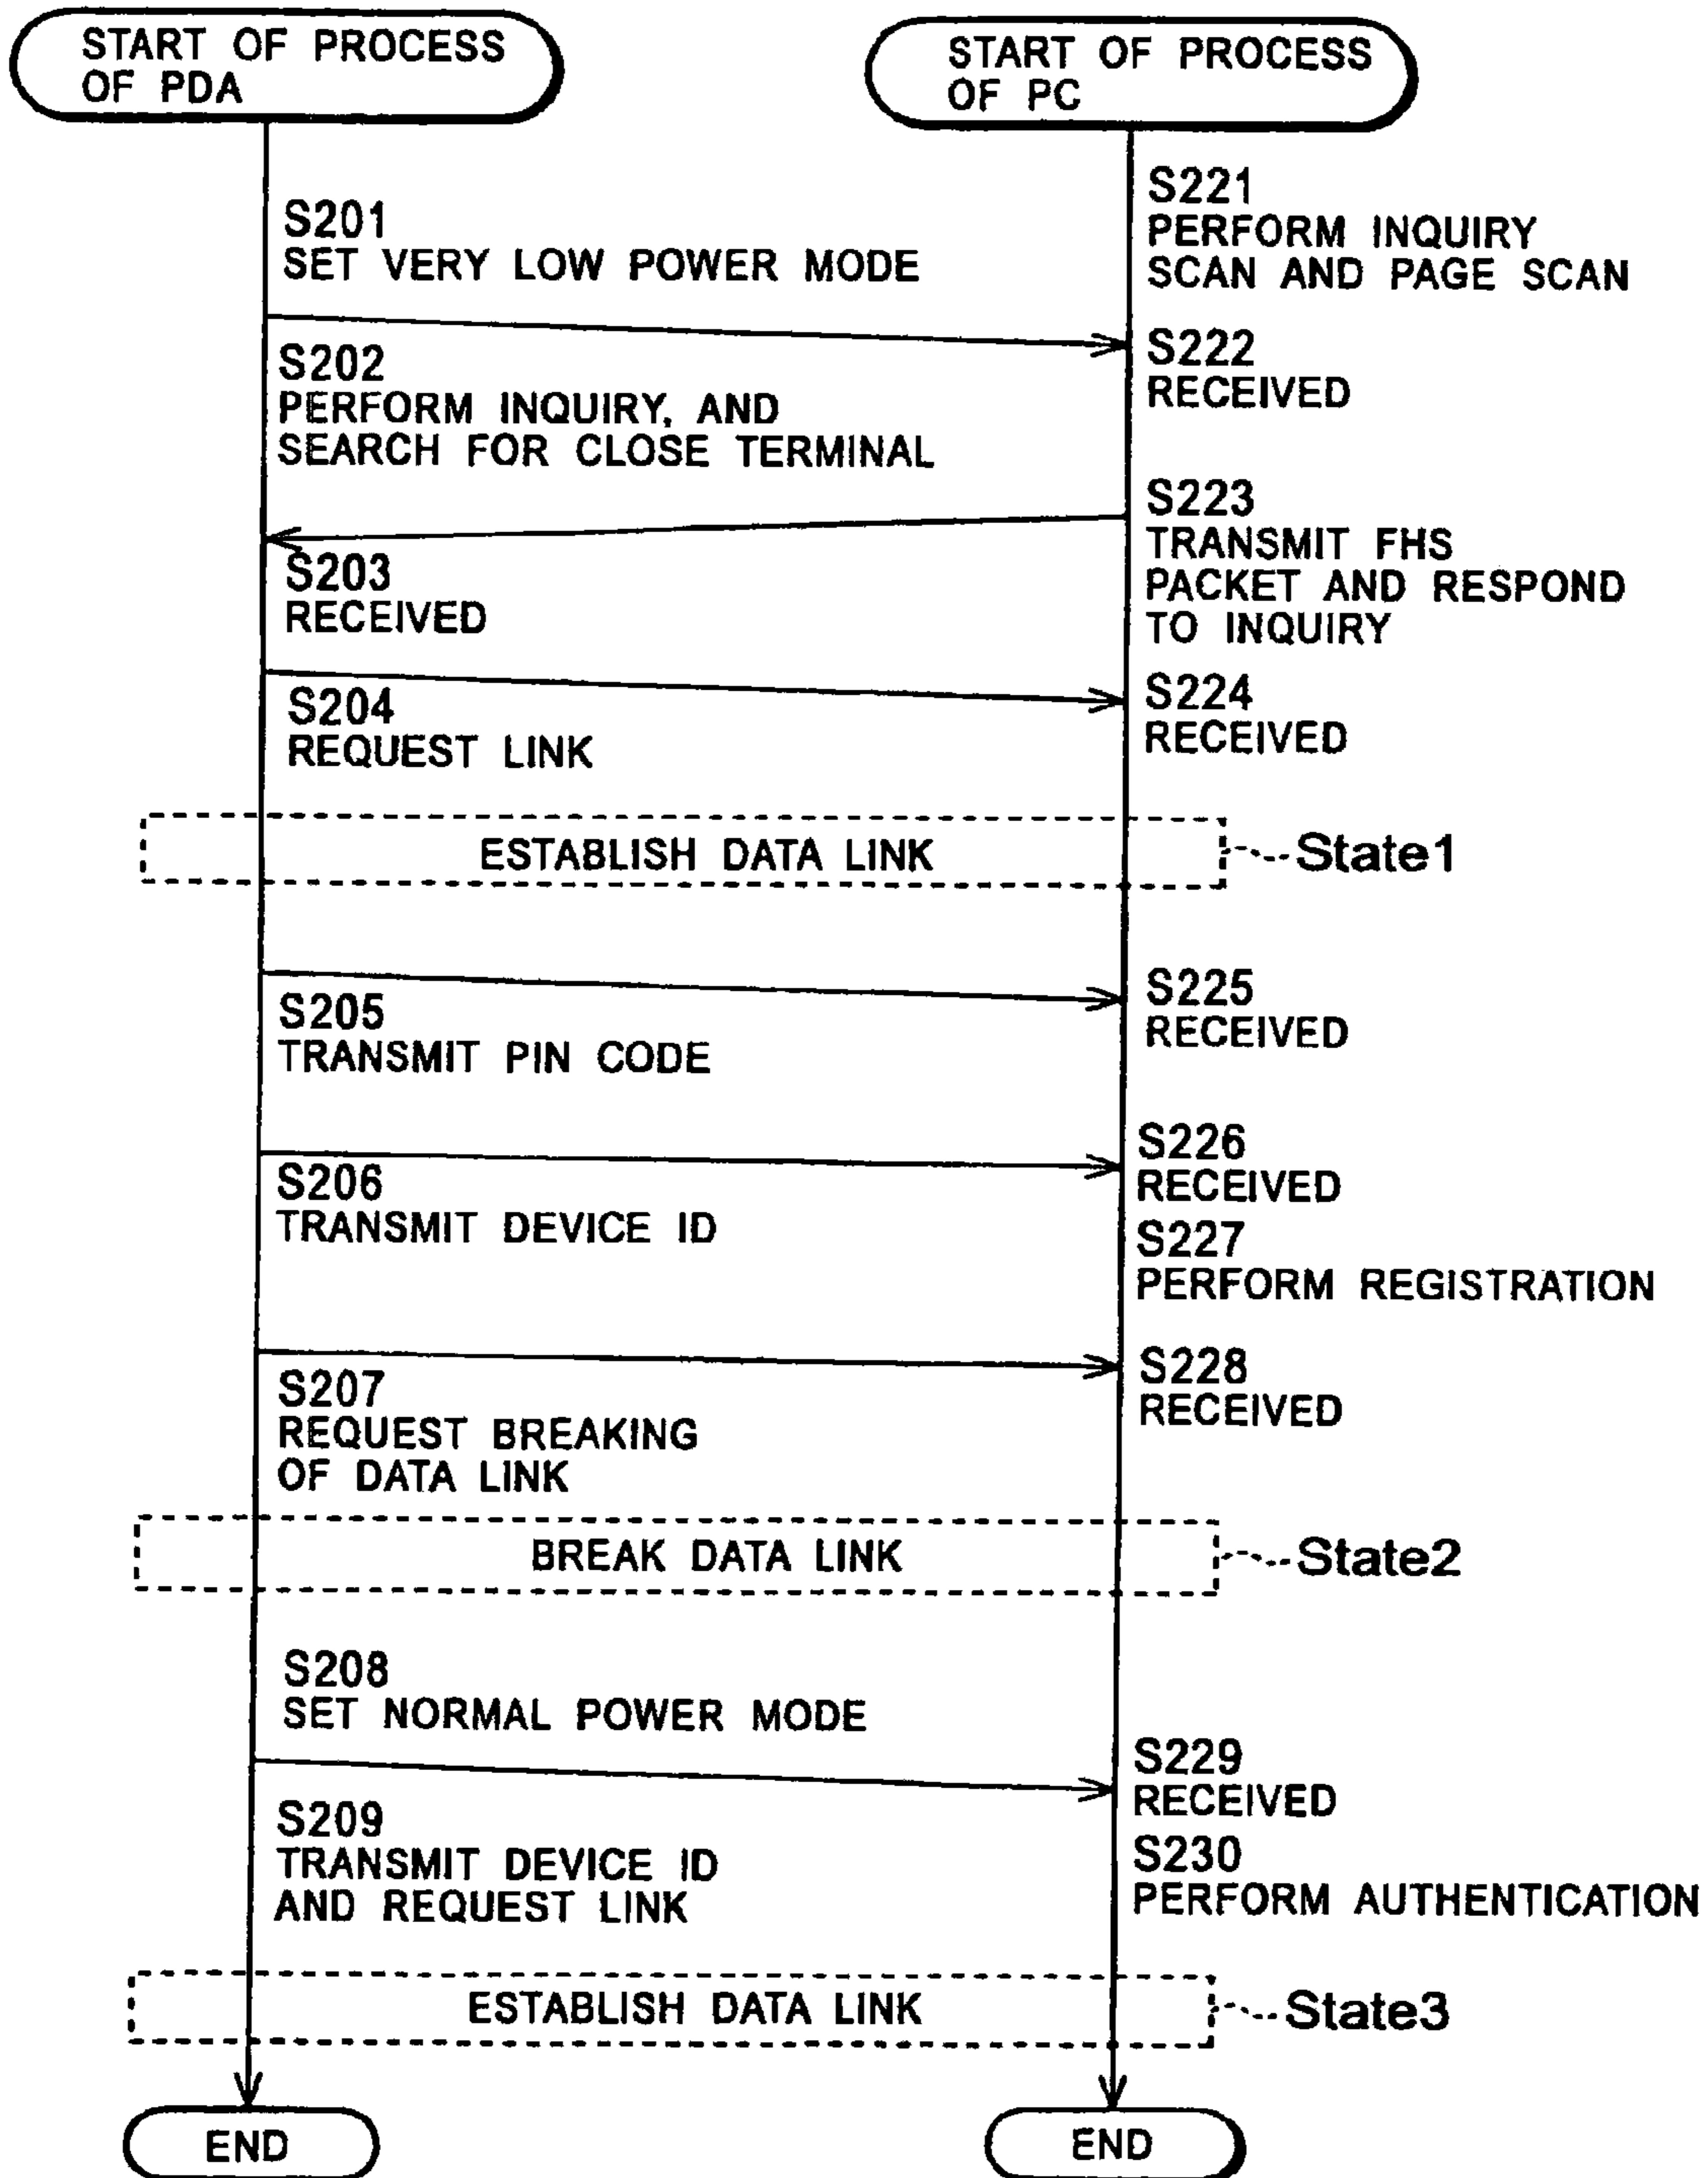 START OF PROCESS
OF PDA
START OF PROCESS
OF PC
S221
PERFORM INQUIRY
SCAN AND PAGE SCAN
S201
SET VERY LOW POWER MODE
S222
RECEIVED
S202
PERFORM INQUIRY, AND
SEARCH FOR CLOSE TERMINAL
S223
TRANSMIT FHS
PACKET AND RESPOND
TO INQUIRY
S203
RECEIVED
S204
REQUEST LINK
S224
RECEIVED
ESTABLISH DATA LINK
State1
S205
TRANSMIT PIN CODE
S225
RECEIVED
S226
RECEIVED
S206
TRANSMIT DEVICE ID
S227
PERFORM REGISTRATION
S228
RECEIVED
S207
REQUEST BREAKING
OF DATA LINK
BREAK DATA LINK
State2
S208
SET NORMAL POWER MODE
S229
RECEIVED
S209
TRANSMIT DEVICE ID
AND REQUEST LINK
S230
PERFORM AUTHENTICATION
ESTABLISH DATA LINK
State3
END
END